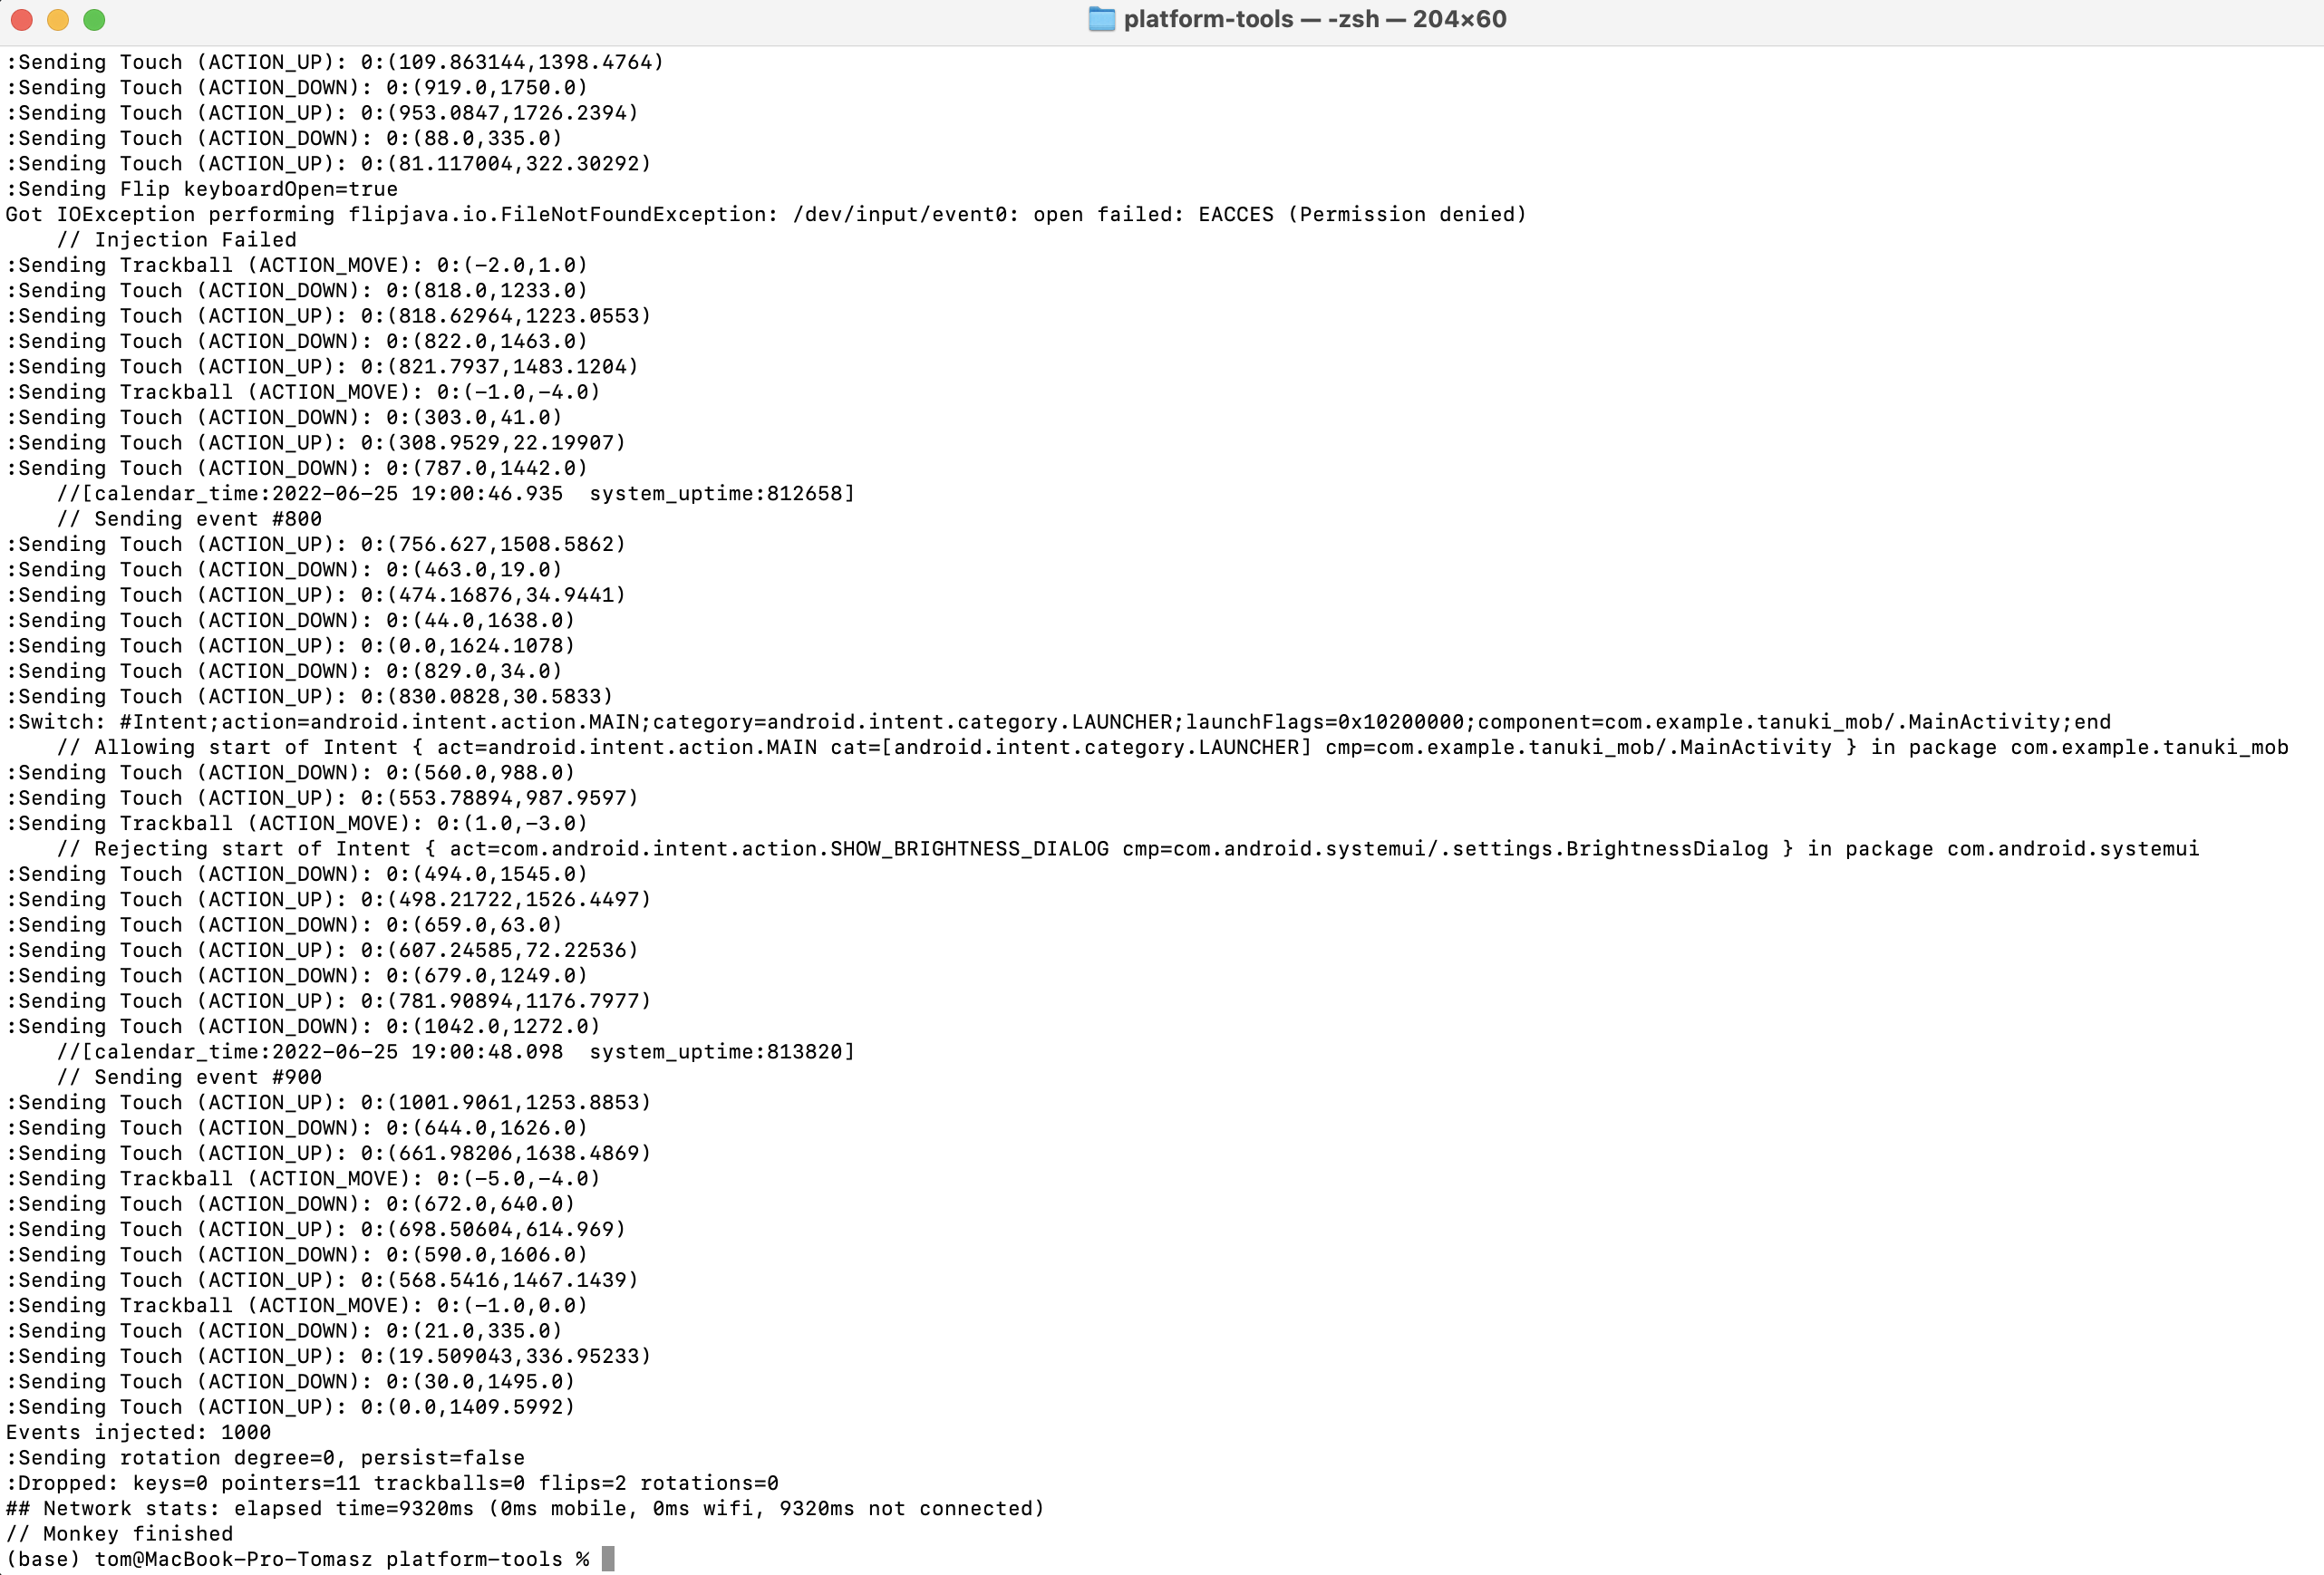 platform-tools — -zsh — 204×60
:Sending Touch (ACTION_UP): 0:(109.863144,1398.4764)
:Sending Touch (ACTION_DOWN): 0:(919.0,1750.0)
:Sending Touch (ACTION_UP): 0:(953.0847,1726.2394)
:Sending Touch (ACTION_DOWN): 0:(88.0,335.0)
:Sending Touch (ACTION_UP): 0:(81.117004,322.30292)
:Sending Flip keyboardOpen=true
Got IOException performing flipjava.io.FileNotFoundException: /dev/input/event0: open failed: EACCES (Permission denied)
    // Injection Failed
:Sending Trackball (ACTION_MOVE): 0:(-2.0,1.0)
:Sending Touch (ACTION_DOWN): 0:(818.0,1233.0)
:Sending Touch (ACTION_UP): 0:(818.62964,1223.0553)
:Sending Touch (ACTION_DOWN): 0:(822.0,1463.0)
:Sending Touch (ACTION_UP): 0:(821.7937,1483.1204)
:Sending Trackball (ACTION_MOVE): 0:(-1.0,-4.0)
:Sending Touch (ACTION_DOWN): 0:(303.0,41.0)
:Sending Touch (ACTION_UP): 0:(308.9529,22.19907)
:Sending Touch (ACTION_DOWN): 0:(787.0,1442.0)
    //[calendar_time:2022-06-25 19:00:46.935  system_uptime:812658]
    // Sending event #800
:Sending Touch (ACTION_UP): 0:(756.627,1508.5862)
:Sending Touch (ACTION_DOWN): 0:(463.0,19.0)
:Sending Touch (ACTION_UP): 0:(474.16876,34.9441)
:Sending Touch (ACTION_DOWN): 0:(44.0,1638.0)
:Sending Touch (ACTION_UP): 0:(0.0,1624.1078)
:Sending Touch (ACTION_DOWN): 0:(829.0,34.0)
:Sending Touch (ACTION_UP): 0:(830.0828,30.5833)
:Switch: #Intent;action=android.intent.action.MAIN;category=android.intent.category.LAUNCHER;launchFlags=0x10200000;component=com.example.tanuki_mob/.MainActivity;end
    // Allowing start of Intent { act=android.intent.action.MAIN cat=[android.intent.category.LAUNCHER] cmp=com.example.tanuki_mob/.MainActivity } in package com.example.tanuki_mob
:Sending Touch (ACTION_DOWN): 0:(560.0,988.0)
:Sending Touch (ACTION_UP): 0:(553.78894,987.9597)
:Sending Trackball (ACTION_MOVE): 0:(1.0,-3.0)
    // Rejecting start of Intent { act=com.android.intent.action.SHOW_BRIGHTNESS_DIALOG cmp=com.android.systemui/.settings.BrightnessDialog } in package com.android.systemui
:Sending Touch (ACTION_DOWN): 0:(494.0,1545.0)
:Sending Touch (ACTION_UP): 0:(498.21722,1526.4497)
:Sending Touch (ACTION_DOWN): 0:(659.0,63.0)
:Sending Touch (ACTION_UP): 0:(607.24585,72.22536)
:Sending Touch (ACTION_DOWN): 0:(679.0,1249.0)
:Sending Touch (ACTION_UP): 0:(781.90894,1176.7977)
:Sending Touch (ACTION_DOWN): 0:(1042.0,1272.0)
    //[calendar_time:2022-06-25 19:00:48.098  system_uptime:813820]
    // Sending event #900
:Sending Touch (ACTION_UP): 0:(1001.9061,1253.8853)
:Sending Touch (ACTION_DOWN): 0:(644.0,1626.0)
:Sending Touch (ACTION_UP): 0:(661.98206,1638.4869)
:Sending Trackball (ACTION_MOVE): 0:(-5.0,-4.0)
:Sending Touch (ACTION_DOWN): 0:(672.0,640.0)
:Sending Touch (ACTION_UP): 0:(698.50604,614.969)
:Sending Touch (ACTION_DOWN): 0:(590.0,1606.0)
:Sending Touch (ACTION_UP): 0:(568.5416,1467.1439)
:Sending Trackball (ACTION_MOVE): 0:(-1.0,0.0)
:Sending Touch (ACTION_DOWN): 0:(21.0,335.0)
:Sending Touch (ACTION_UP): 0:(19.509043,336.95233)
:Sending Touch (ACTION_DOWN): 0:(30.0,1495.0)
:Sending Touch (ACTION_UP): 0:(0.0,1409.5992)
Events injected: 1000
:Sending rotation degree=0, persist=false
:Dropped: keys=0 pointers=11 trackballs=0 flips=2 rotations=0
## Network stats: elapsed time=9320ms (0ms mobile, 0ms wifi, 9320ms not connected)
// Monkey finished
(base) tom@MacBook-Pro-Tomasz platform-tools %